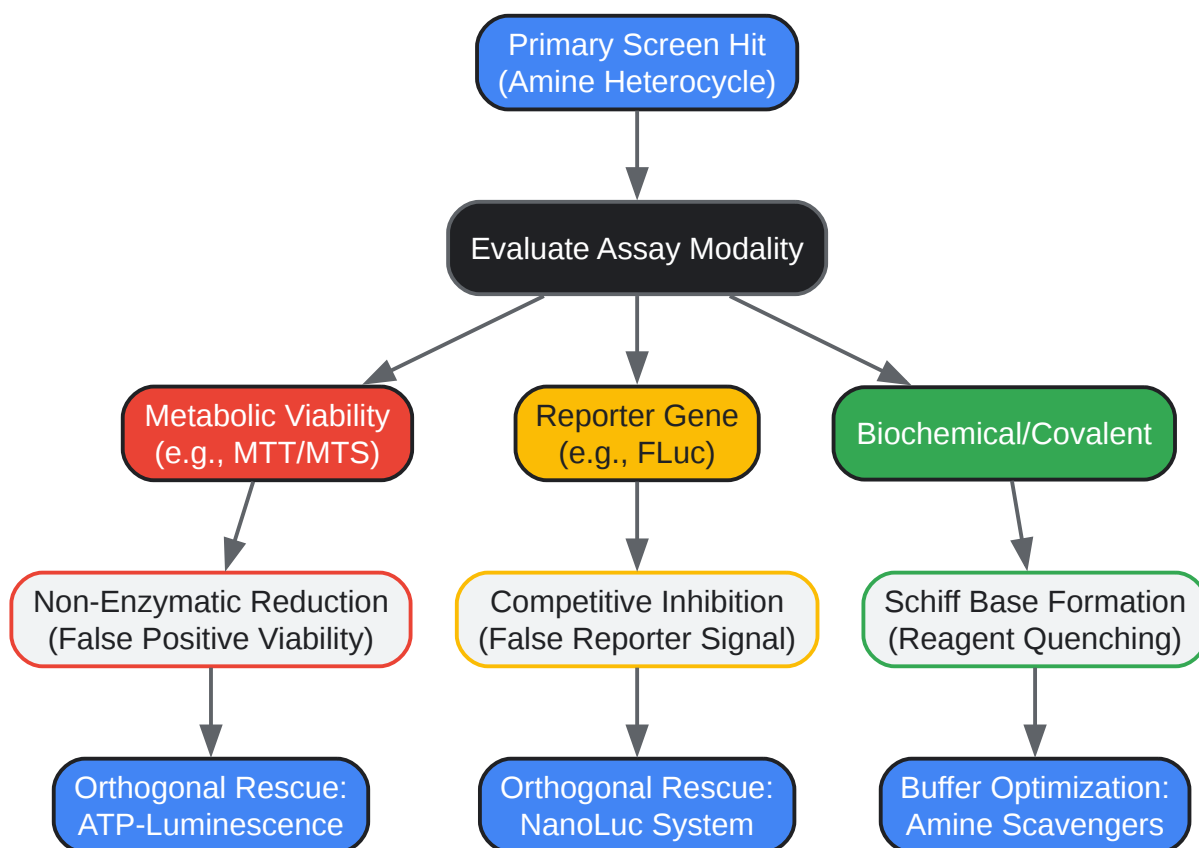 Primary Screen Hit
(Amine Heterocycle)
Evaluate Assay Modality
Metabolic Viability
(e.g., MTT/MTS)
Reporter Gene
(e.g., FLuc)
Biochemical/Covalent
Non-Enzymatic Reduction
(False Positive Viability)
Competitive Inhibition
(False Reporter Signal)
Schiff Base Formation
(Reagent Quenching)
Orthogonal Rescue:
ATP-Luminescence
Orthogonal Rescue:
NanoLuc System
Buffer Optimization:
Amine Scavengers